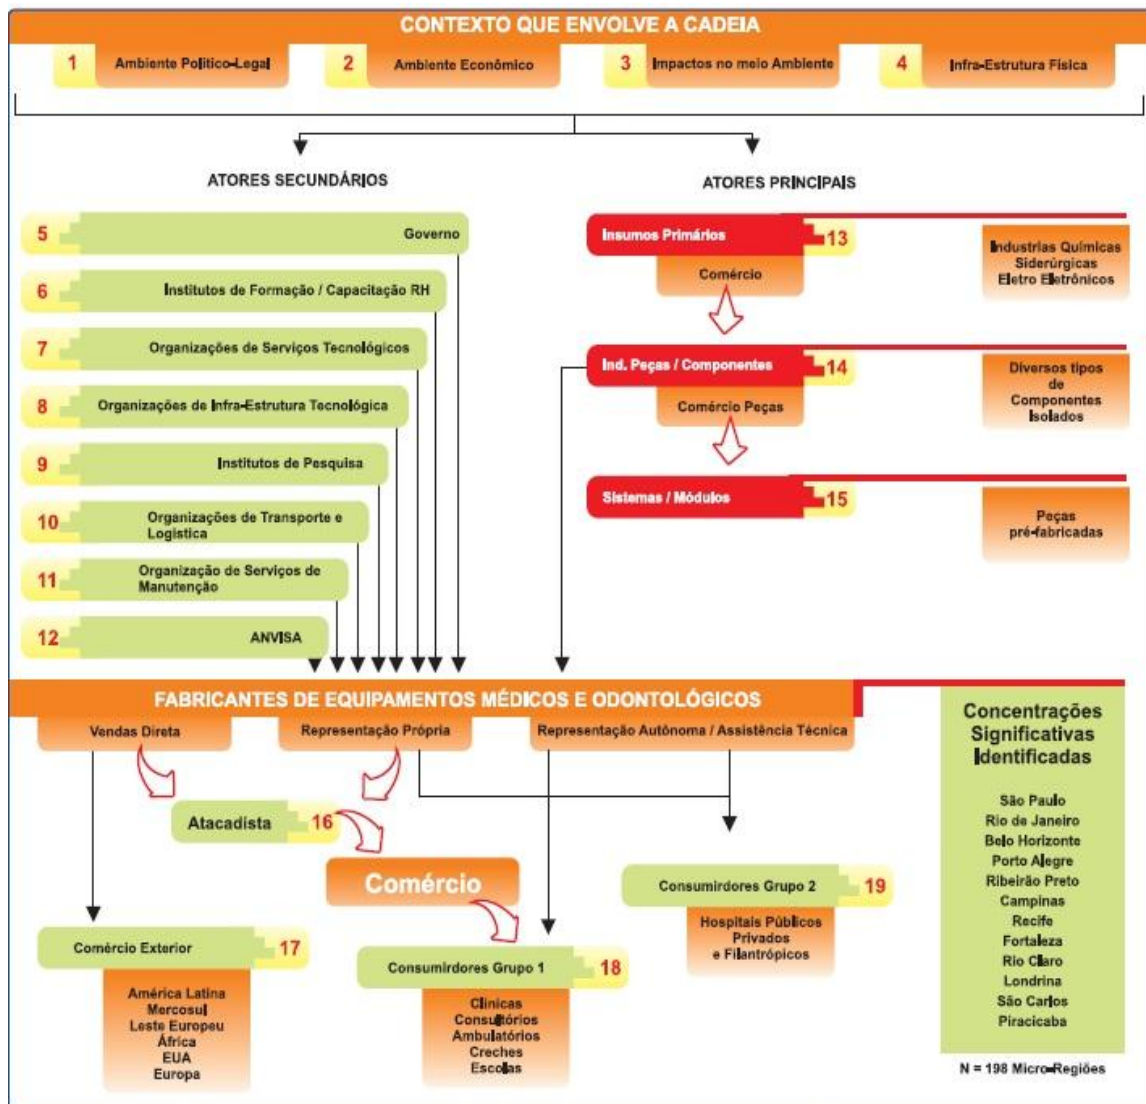 CONTEXTO QUE ENVOLVE A CADEIA
1 Ambiente Político-Legal
2 Ambiente Econômico
3 Impactos no meio Ambiente
4 Infra-Estrutura Física
ATORES SECUNDÁRIOS
5 Governo
6 Institutos de Formação / Capacitação RH
7 Organizações de Serviços Tecnológicos
8 Organizações de Infra-Estrutura Tecnológica
9 Institutos de Pesquisa
10 Organizações de Transporte e
Logística
11 Organização de Serviços de
Manutenção
12 ANVISA
ATORES PRINCIPAIS
Insumos Primários 13
Comércio
Industrias Químicas
Siderúrgicas
Eletro Eletrônicos
Ind. Peças / Componentes 14
Comércio Peças
Diversos tipos
de
Componentes
Isolados
Sistemas / Módulos 15
Peças
pré-fabricadas
FABRICANTES DE EQUIPAMENTOS MÉDICOS E ODONTOLÓGICOS
Vendas Direta
Representação Própria
Representação Autônoma / Assistência Técnica
Atacadista 16
Comércio
Comércio Exterior 17
América Latina
Mercosul
Leste Europeu
África
EUA
Europa
Consumirdores Grupo 1 18
Clínicas
Consultórios
Ambulatórios
Creches
Escolas
Consumirdores Grupo 2 19
Hospitais Públicos
Privados
e Filantrópicos
Concentrações
Significativas
Identificadas
São Paulo
Rio de Janeiro
Belo Horizonte
Porto Alegre
Ribeirão Preto
Campinas
Recife
Fortaleza
Rio Claro
Londrina
São Carlos
Piracicaba
N = 198 Micro-Regiões